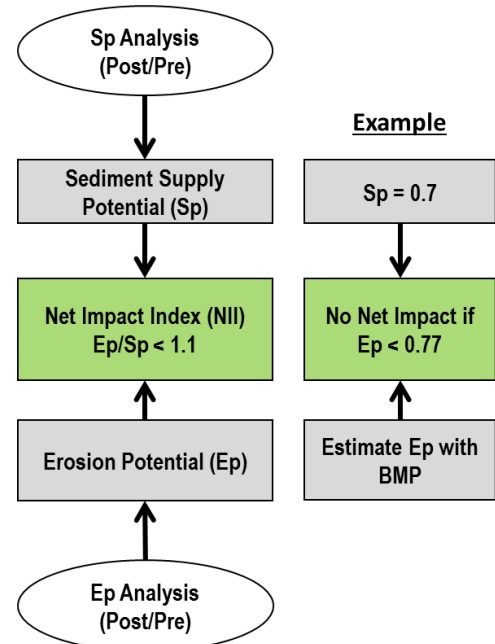 Sp Analysis
(Post/Pre)
Example
Sediment Supply
Potential (Sp)
Sp = 0.7
Net Impact Index (NII)
Ep/Sp < 1.1
No Net Impact if
Ep < 0.77
Erosion Potential (Ep)
Estimate Ep with
BMP
Ep Analysis
(Post/Pre)